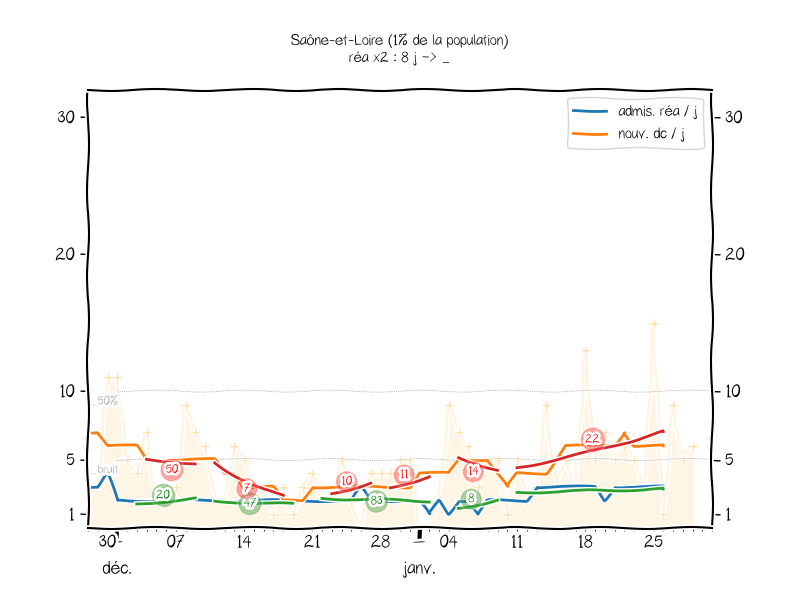 Saône-et-Loire (1% de la population)
réa x2 : 8 j -> _
admis. réa / j
nouv. dc / j
30 30
20 20
10 10
50%
22
5 5
bruit 50 10 11 14
7
20 47 83 8
1 1
30 07 14 21 28 04 11 18 25
déc. janv.